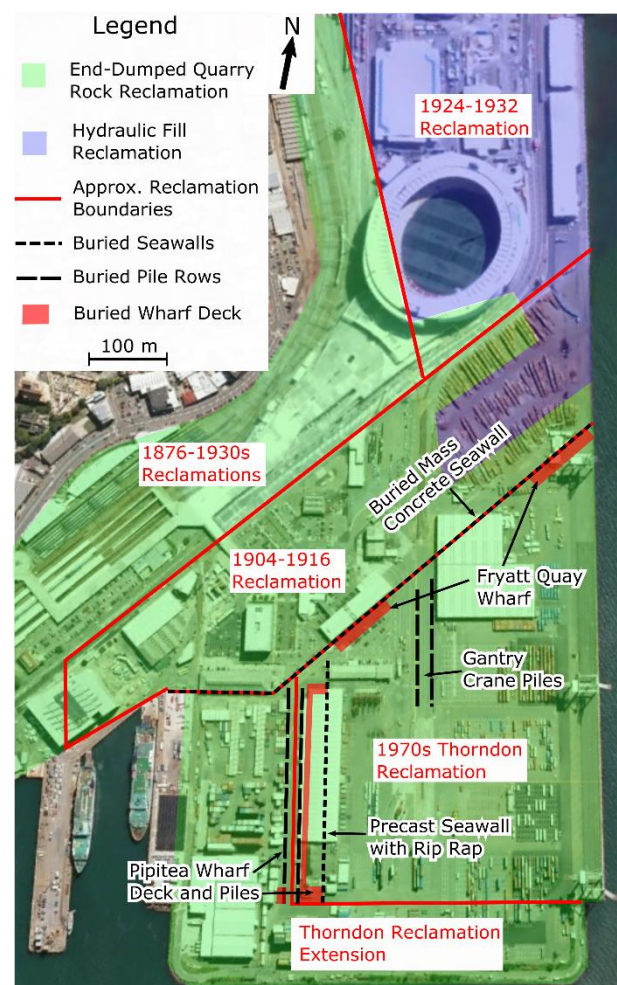 Legend
N
End-Dumped Quarry
Rock Reclamation
Hydraulic Fill
Reclamation
Approx. Reclamation
Boundaries
Buried Seawalls
Buried Pile Rows
Buried Wharf Deck
100 m
1924-1932
Reclamation
1876-1930s
Reclamations
Buried Mass
Concrete Seawall
1904-1916
Reclamation
Fryatt Quay
Wharf
Gantry
Crane Piles
1970s Thorndon
Reclamation
Precast Seawall
with Rip Rap
Pipitea Wharf
Deck and Piles
Thorndon Reclamation
Extension